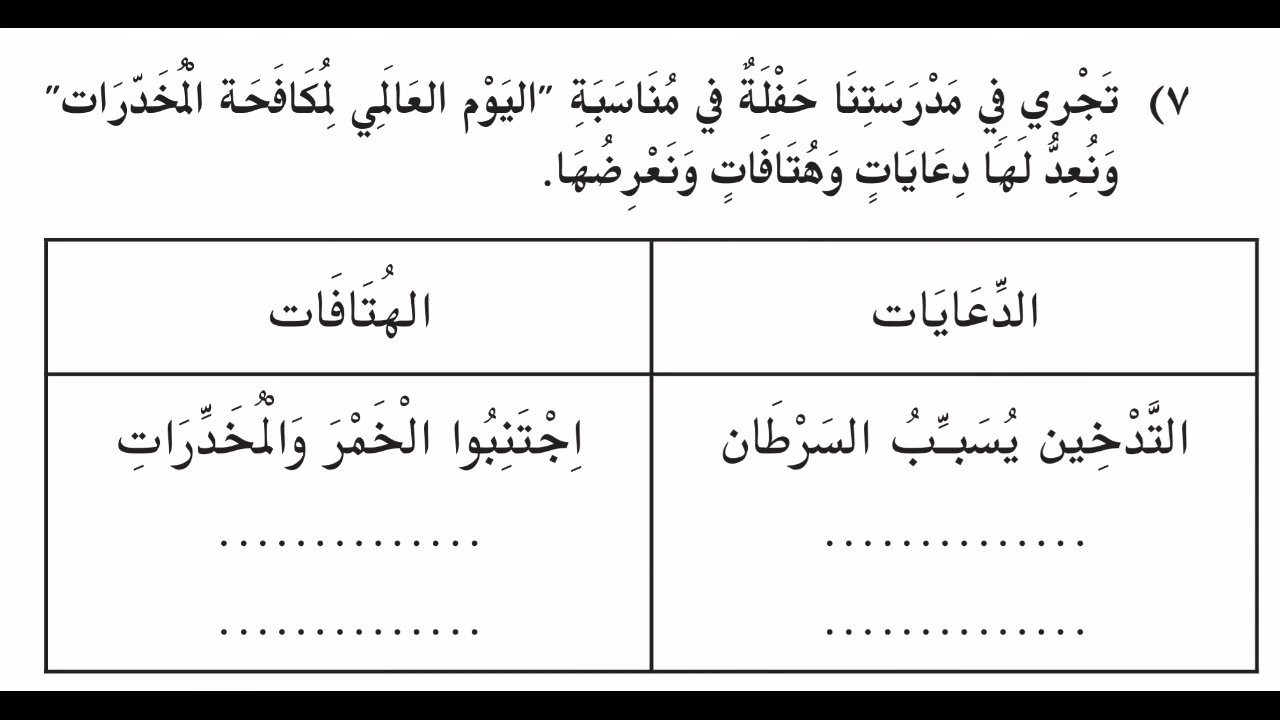 ٧) تَجْري فِي مَدْرَسَتِنَا حَفْلَةٌ فِي مُنَاسَبَةِ "اليَوْم العَالَمِي لِمُكَافَحَة الْمُخَدّرَات"
وَنُعِدُّ لَهَا دِعَايَاتٍ وَهُتَافَاتٍ وَنَعْرِضُهَا.
الدِّعَايَات
الهُتَافَات
التَّدْخِين يُسَبِّبُ السَرْطَان
..............
..............
اِجْتَنِبُوا الْخَمْرَ وَالْمُخَدِّرَاتِ
..............
..............